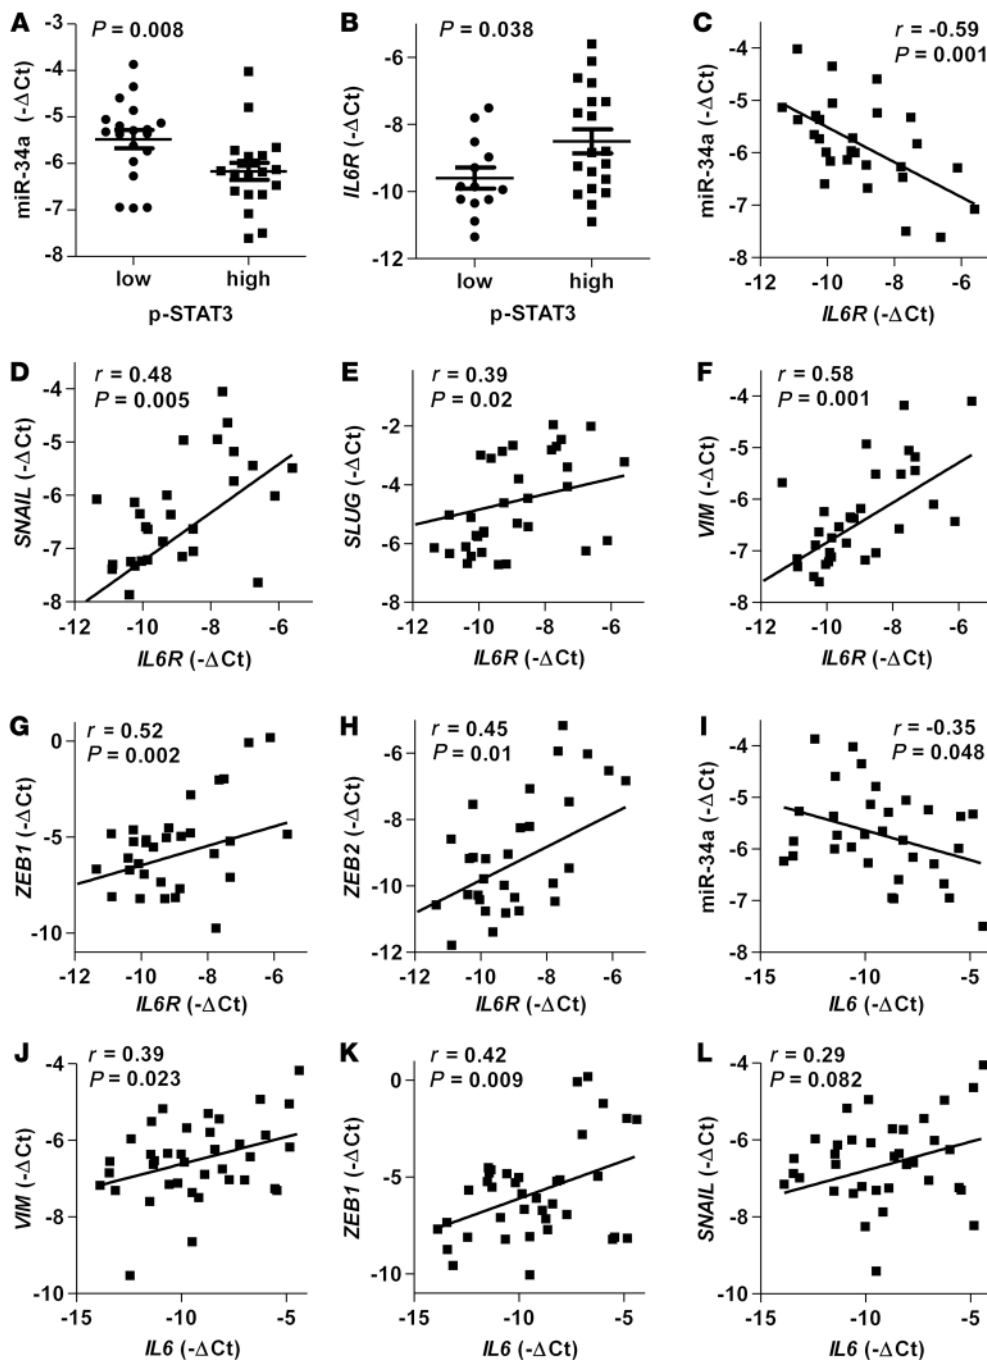 A
P = 0.008
miR-34a (-ΔCt)
-3
-4
-5
-6
-7
-8
low
high
p-STAT3
B
P = 0.038
IL6R (-ΔCt)
-6
-8
-10
-12
low
high
p-STAT3
C
r = -0.59
P = 0.001
miR-34a (-ΔCt)
-4
-5
-6
-7
-8
-12
-10
-8
-6
IL6R (-ΔCt)
D
r = 0.48
P = 0.005
SNAIL (-ΔCt)
-4
-5
-6
-7
-8
-12
-10
-8
-6
IL6R (-ΔCt)
E
r = 0.39
P = 0.02
SLUG (-ΔCt)
-2
-4
-6
-8
-12
-10
-8
-6
IL6R (-ΔCt)
F
r = 0.58
P = 0.001
VIM (-ΔCt)
-4
-5
-6
-7
-8
-12
-10
-8
-6
IL6R (-ΔCt)
G
r = 0.52
P = 0.002
ZEB1 (-ΔCt)
0
-5
-10
-12
-10
-8
-6
IL6R (-ΔCt)
H
r = 0.45
P = 0.01
ZEB2 (-ΔCt)
-6
-8
-10
-12
-12
-10
-8
-6
IL6R (-ΔCt)
I
r = -0.35
P = 0.048
miR-34a (-ΔCt)
-4
-5
-6
-7
-8
-15
-10
-5
IL6 (-ΔCt)
J
r = 0.39
P = 0.023
VIM (-ΔCt)
-4
-6
-8
-10
-15
-10
-5
IL6 (-ΔCt)
K
r = 0.42
P = 0.009
ZEB1 (-ΔCt)
0
-5
-10
-15
-10
-5
IL6 (-ΔCt)
L
r = 0.29
P = 0.082
SNAIL (-ΔCt)
-4
-6
-8
-10
-15
-10
-5
IL6 (-ΔCt)